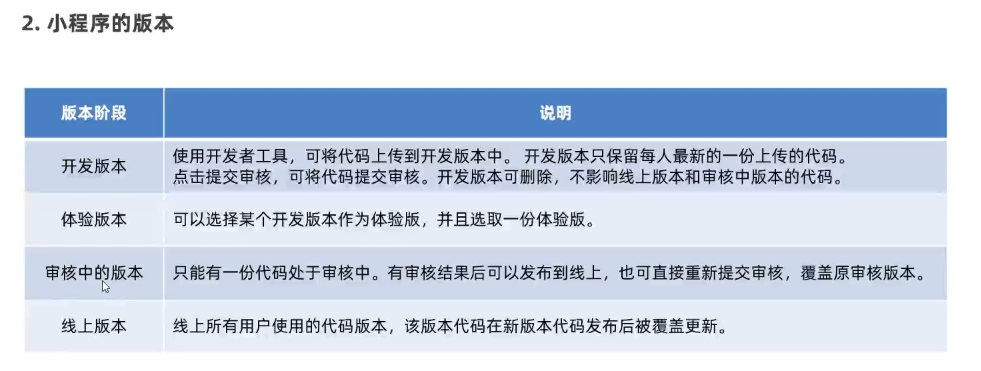 2. 小程序的版本
版本阶段 说明
开发版本 使用开发者工具，可将代码上传到开发版本中。 开发版本只保留每人最新的一份上传的代码。
点击提交审核，可将代码提交审核。开发版本可删除，不影响线上版本和审核中版本的代码。
体验版本 可以选择某个开发版本作为体验版，并且选取一份体验版。
审核中的版本 只能有一份代码处于审核中。有审核结果后可以发布到线上，也可直接重新提交审核，覆盖原审核版本。
线上版本 线上所有用户使用的代码版本，该版本代码在新版本代码发布后被覆盖更新。